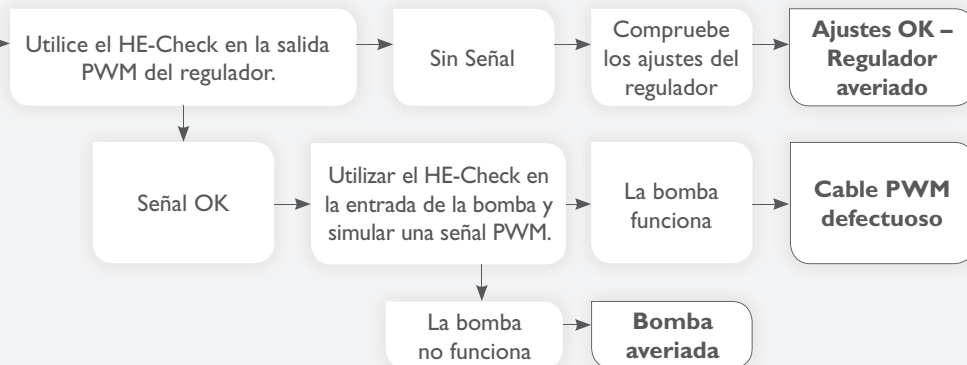 Utilice el HE-Check en la salida
PWM del regulador.
Sin Señal
Compruebe
los ajustes del
regulador
Ajustes OK –
Regulador
averiado
Señal OK
Utilizar el HE-Check en
la entrada de la bomba y
simular una señal PWM.
La bomba
funciona
Cable PWM
defectuoso
La bomba
no funciona
Bomba
averiada